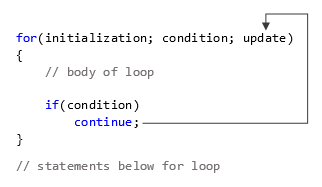 for(initialization; condition; update)
{
// body of loop
if(condition)
continue;
}
// statements below for loop